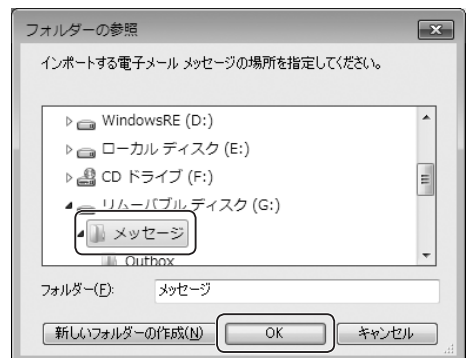 フォルダーの参照
インポートする電子メール メッセージの場所を指定してください。
WindowsRE (D:)
ローカル ディスク (E:)
CD ドライブ (F:)
リムーバブル ディスク (G:)
メッセージ
Outbox
フォルダー(F): メッセージ
新しいフォルダーの作成(N) OK キャンセル